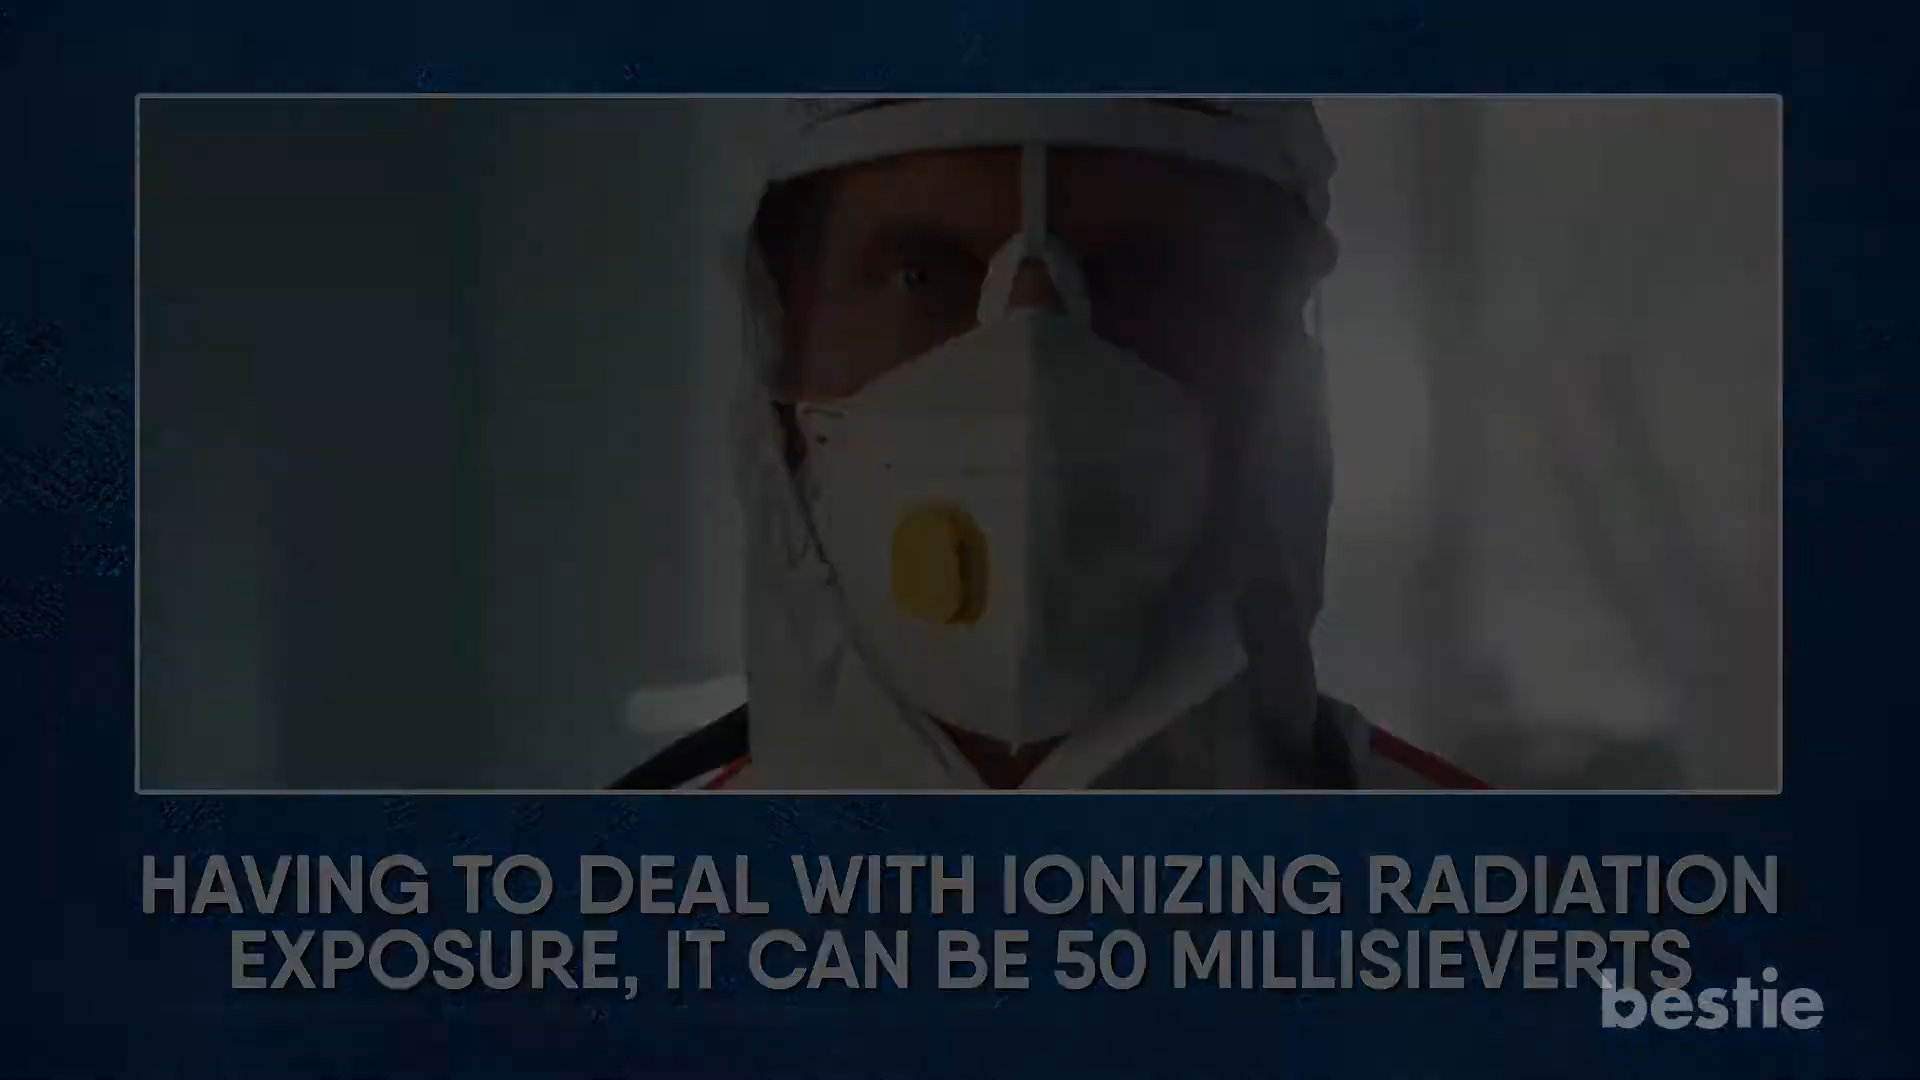 HAVING TO DEAL WITH IONIZING RADIATION
EXPOSURE, IT CAN BE 50 MILLISIEVERTS
bestie